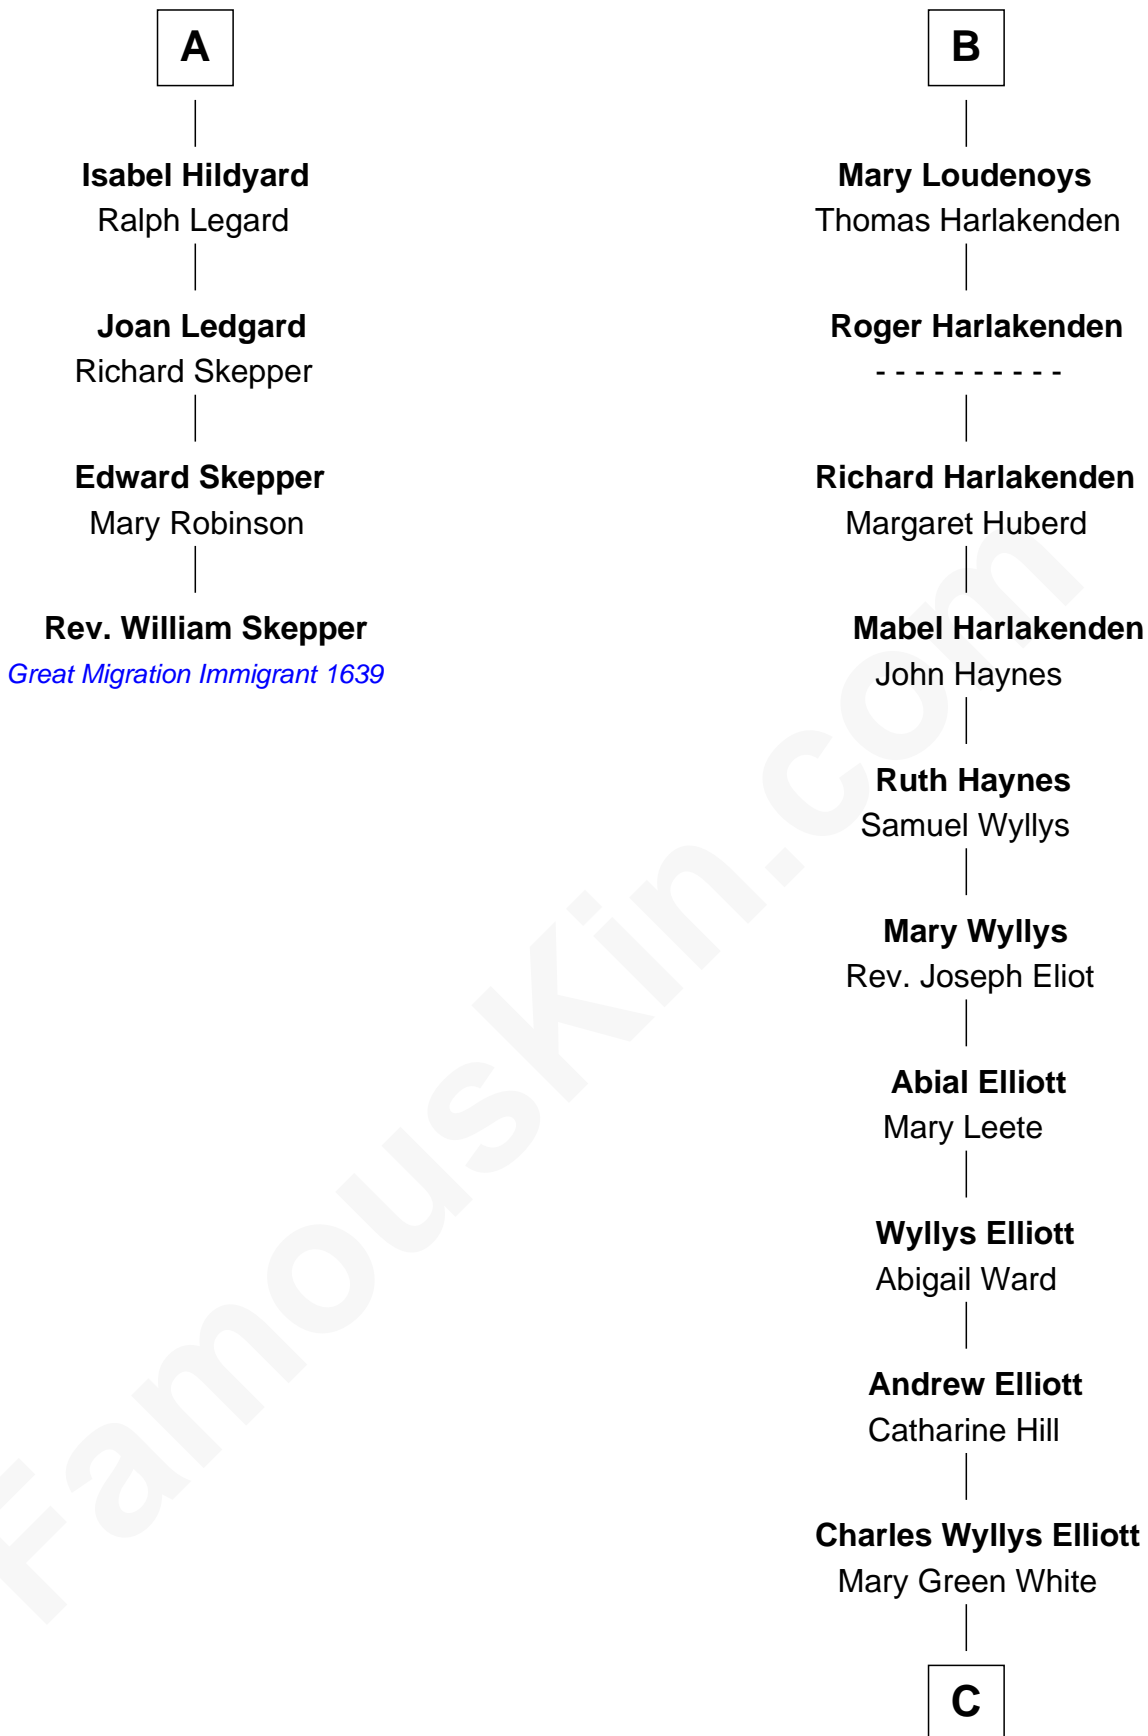 A
Isabel Hildyard
Ralph Legard
Joan Ledgard
Richard Skepper
Edward Skepper
Mary Robinson
Rev. William Skepper
Great Migration Immigrant 1639
B
Mary Loudenoys
Thomas Harlakenden
Roger Harlakenden
- - - - - - - - - -
Richard Harlakenden
Margaret Huberd
Mabel Harlakenden
John Haynes
Ruth Haynes
Samuel Wyllys
Mary Wyllys
Rev. Joseph Eliot
Abial Elliott
Mary Leete
Wyllys Elliott
Abigail Ward
Andrew Elliott
Catharine Hill
Charles Wyllys Elliott
Mary Green White
C
FamousKin.com